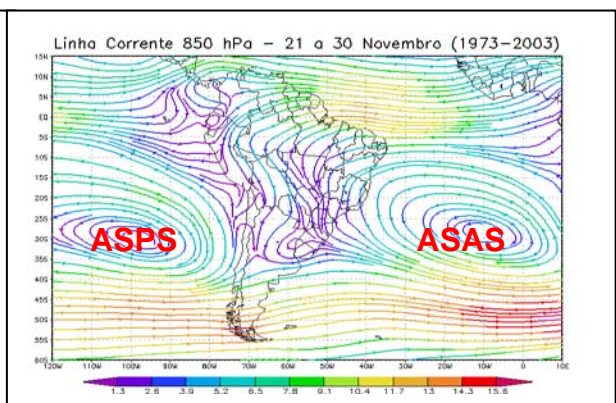 Linha Corrente 850 hPa - 21 a 30 Novembro (1973-2003)
15N
10N
5N
EQ
5S
10S
15S
20S
25S
30S
35S
40S
45S
50S
55S
60S
ASPS
ASAS
120W 110W 100W 90W 80W 70W 60W 50W 40W 30W 20W 10W 0 10E
1.3 2.6 3.9 5.2 6.5 7.8 9.1 10.4 11.7 13 14.3 15.6